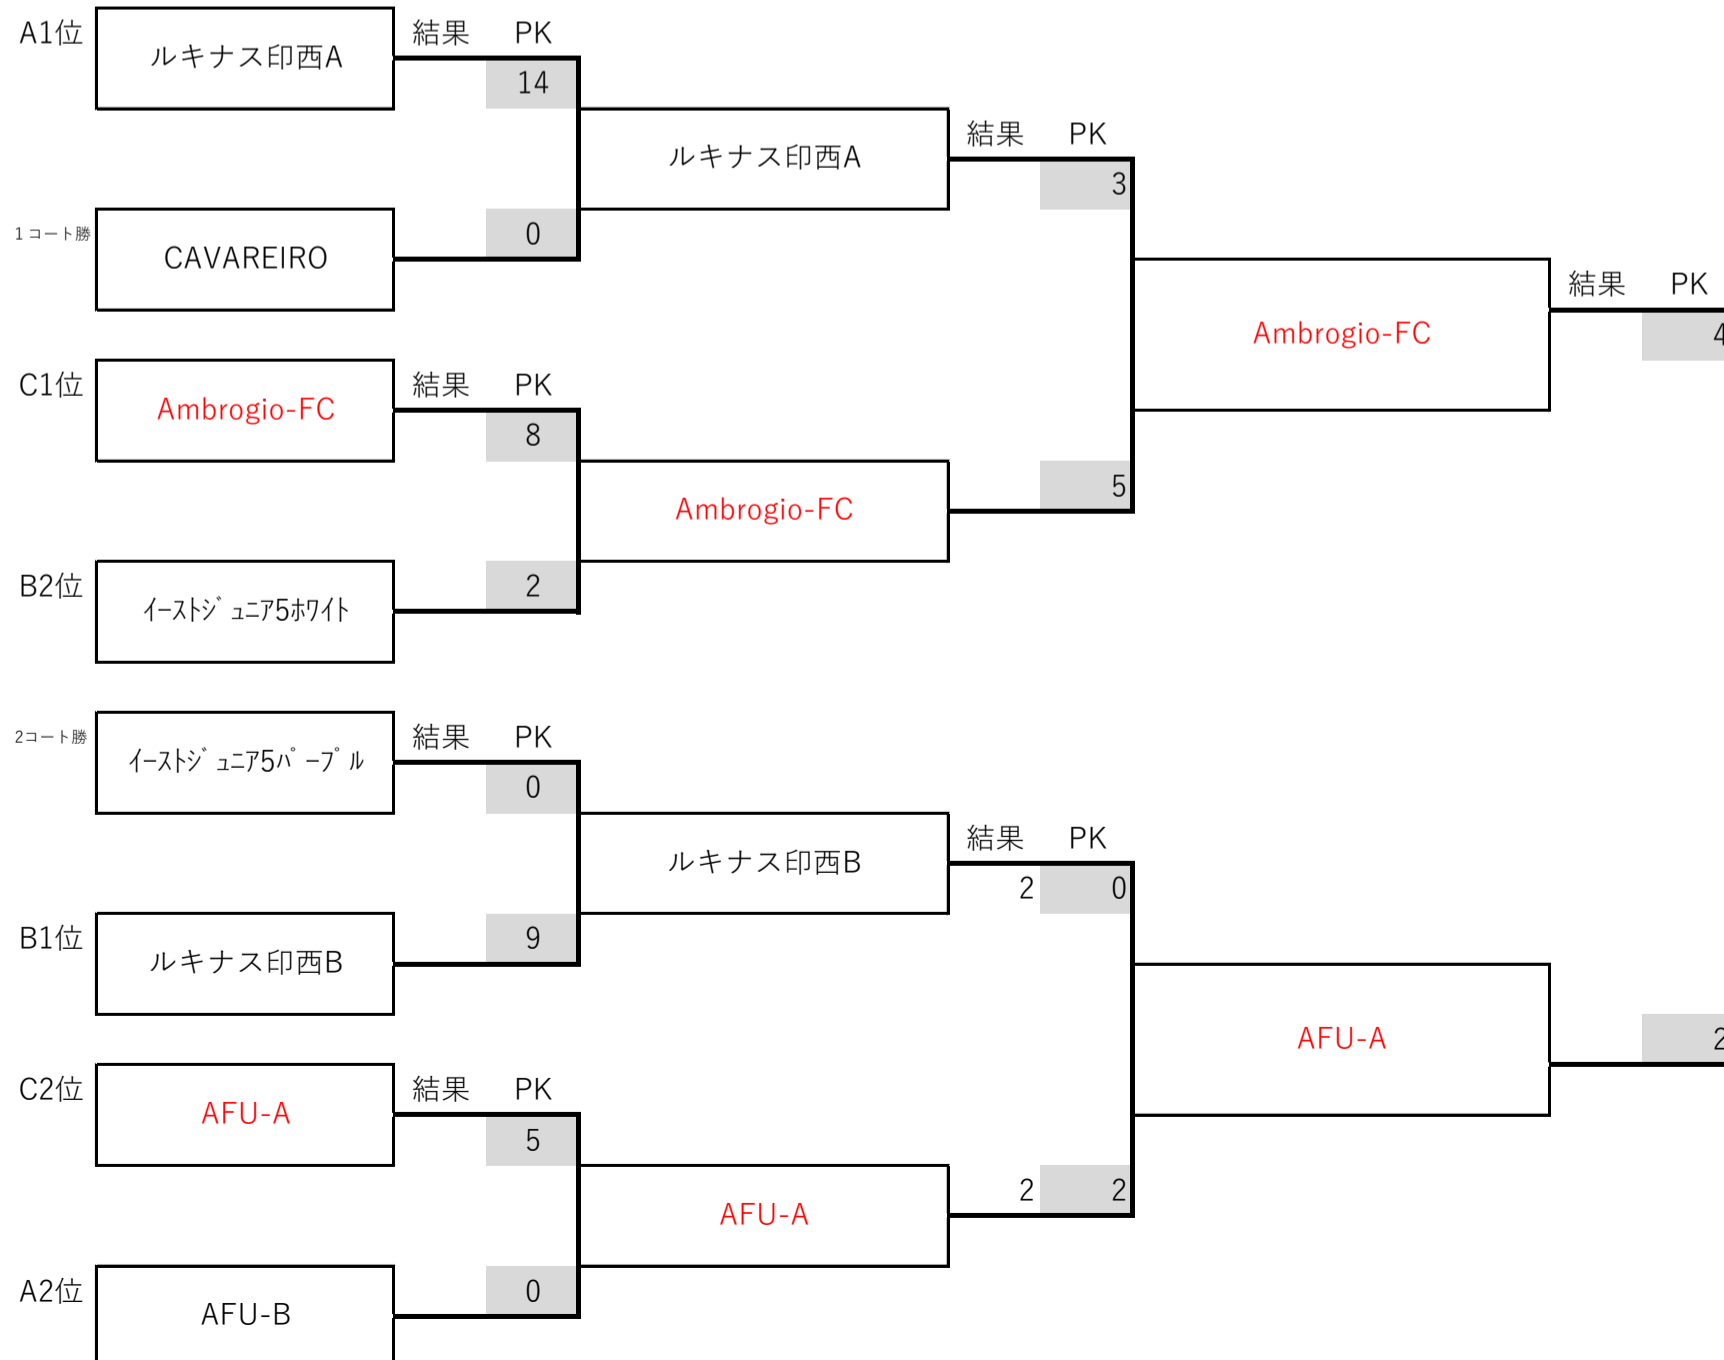 A1位
ルキナス印西A
結果 PK
14
ルキナス印西A
結果 PK
3
1コート勝
CAVAREIRO
0
Ambrogio-FC
結果 PK
4
C1位
Ambrogio-FC
結果 PK
8
Ambrogio-FC
5
B2位
イーストジュニア5ホワイト
2
2コート勝
イーストジュニア5パープル
結果 PK
0
ルキナス印西B
結果 PK
2 0
B1位
ルキナス印西B
9
AFU-A
2
C2位
AFU-A
結果 PK
5
AFU-A
2 2
A2位
AFU-B
0